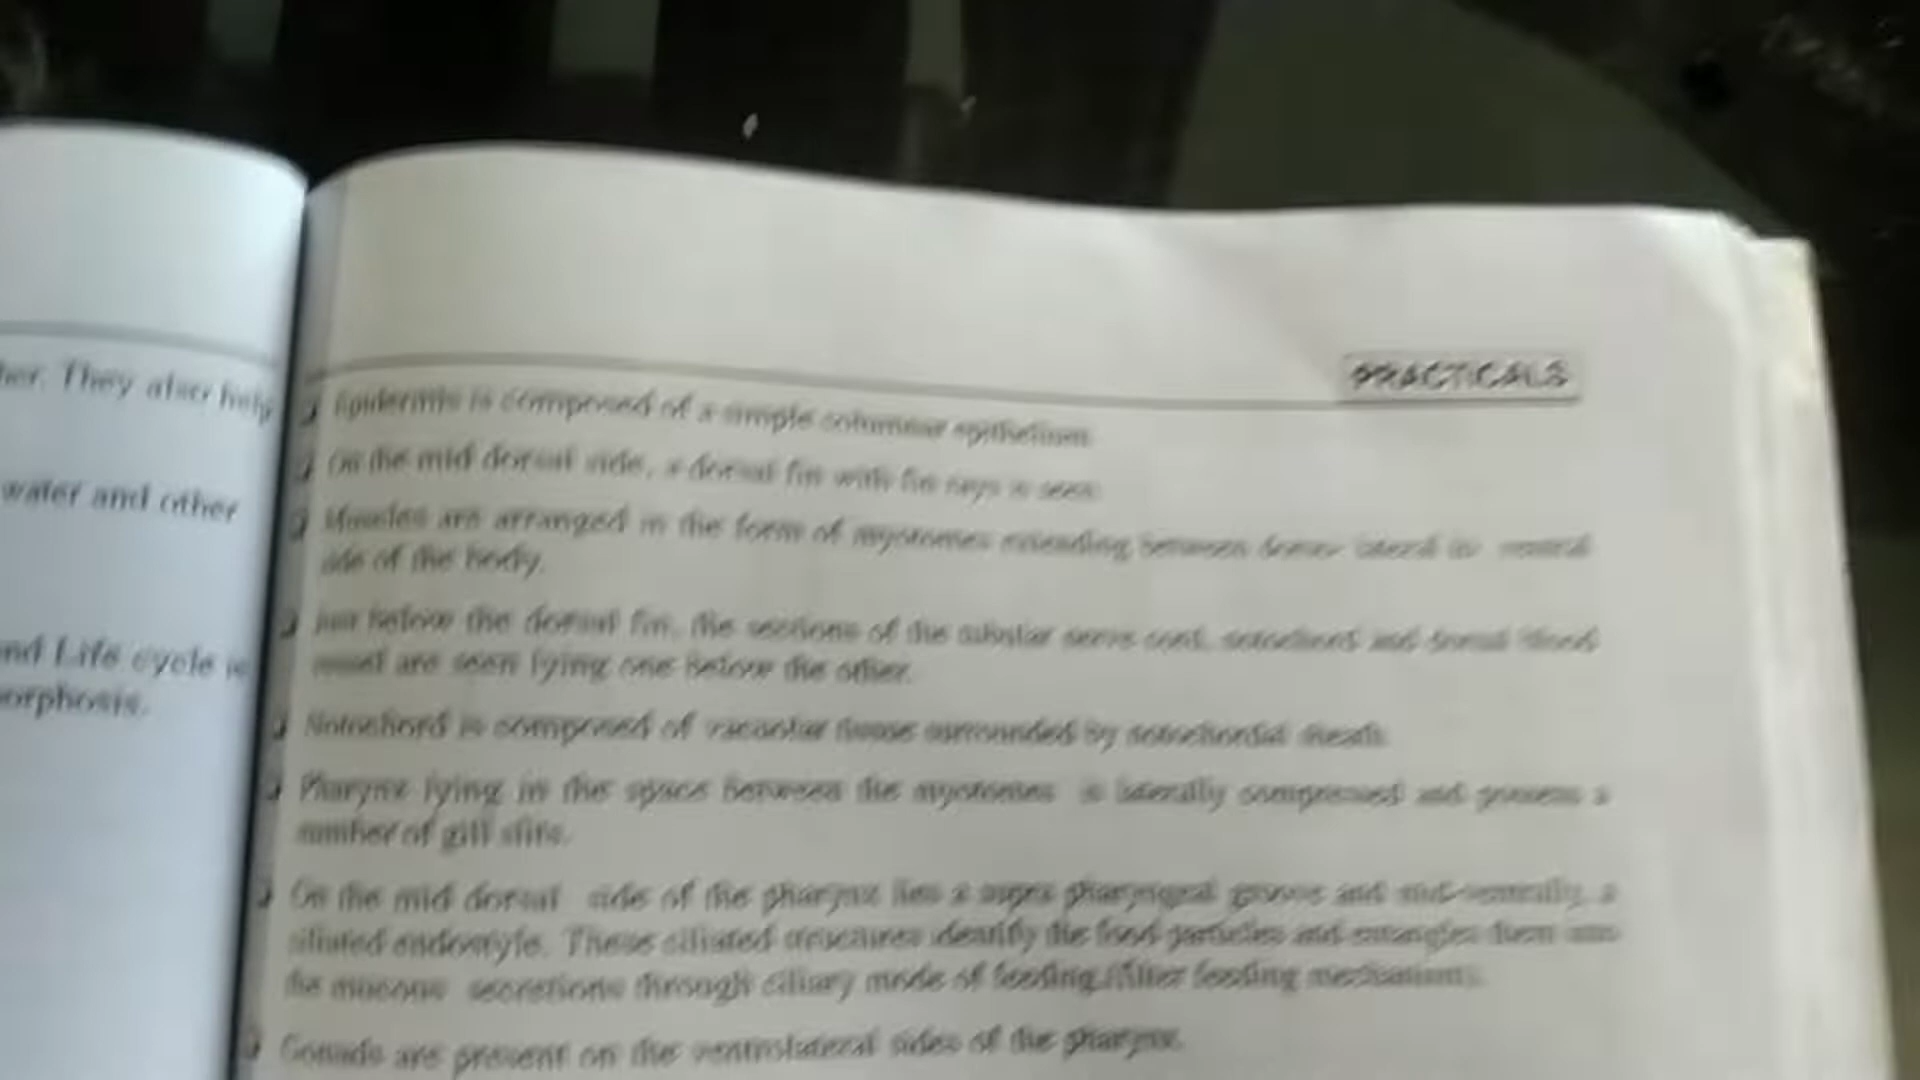 They also help
water and other
nd Life cycle
orphosis.
PRACTICALS
Epidermis is composed of a simple columnar epithelium.
On the mid dorsal side, a dorsal fin with fin rays is seen.
Muscles are arranged in the form of myotomes extending between
side of the body.
Just below the dorsal fin, the sections of the tubular nerve cord, notochord and dorsal blood
vessel are seen lying one below the other.
Notochord is composed of vacuolar tissue surrounded by notochordal sheath.
Pharynx lying in the space between the myotomes is laterally compressed and
number of gill slits.
On the mid dorsal side of the pharynx lies a pharyngeal groove and mid-ventrally, a
ciliated endostyle. These ciliated structures identify the food particles and entangles them
the mucous secretions through ciliary mode of feeding/filter feeding
Gonads are present on the ventrolateral sides of the pharynx.